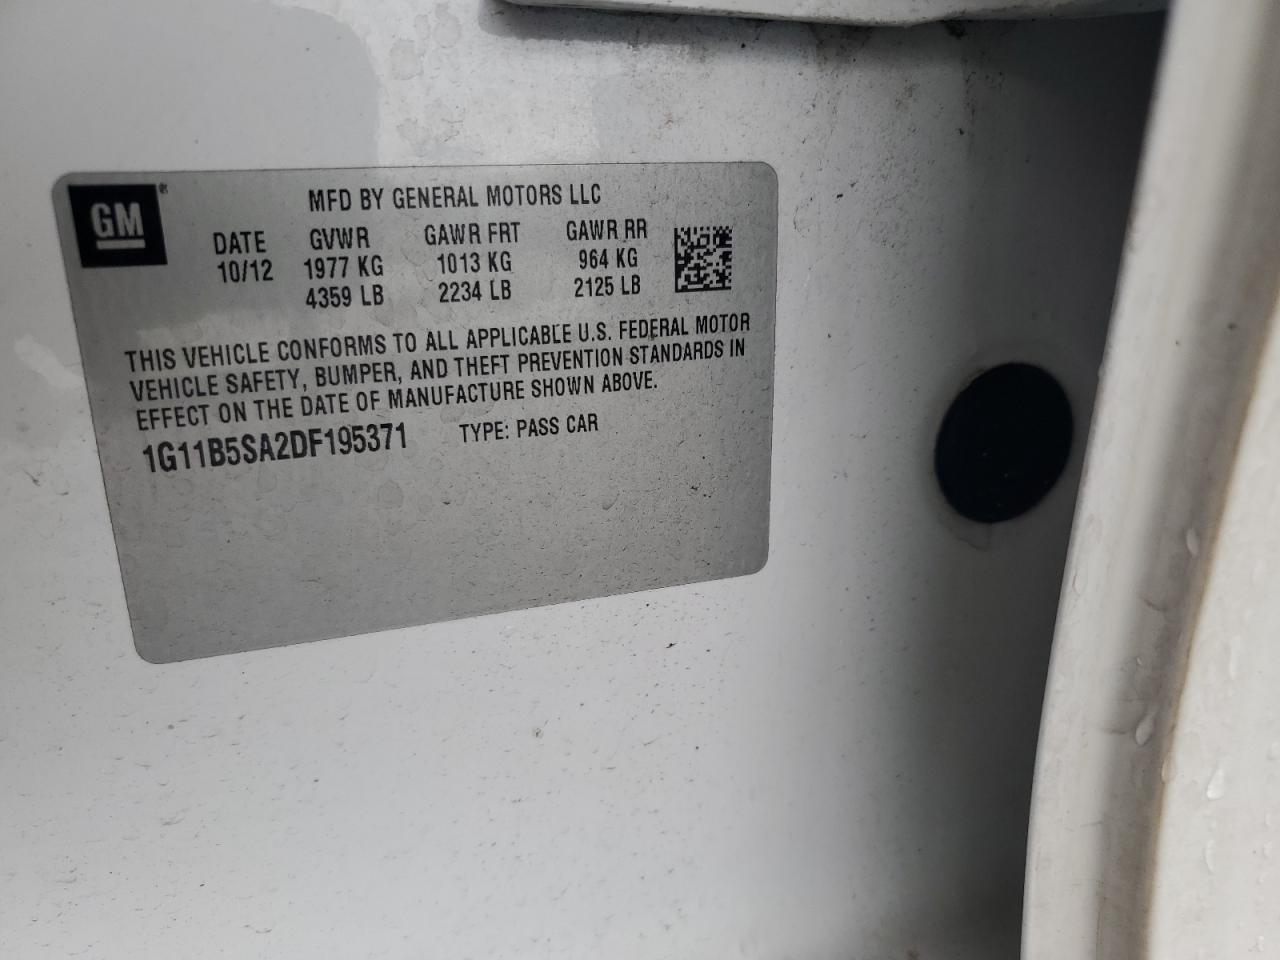 GM
MFD BY GENERAL MOTORS LLC
DATE GVWR GAWR FRT GAWR RR
10/12 1977 KG 1013 KG 964 KG
4359 LB 2234 LB 2125 LB
THIS VEHICLE CONFORMS TO ALL APPLICABLE U.S. FEDERAL MOTOR
VEHICLE SAFETY, BUMPER, AND THEFT PREVENTION STANDARDS IN
EFFECT ON THE DATE OF MANUFACTURE SHOWN ABOVE.
1G11B5SA2DF195371 TYPE: PASS CAR